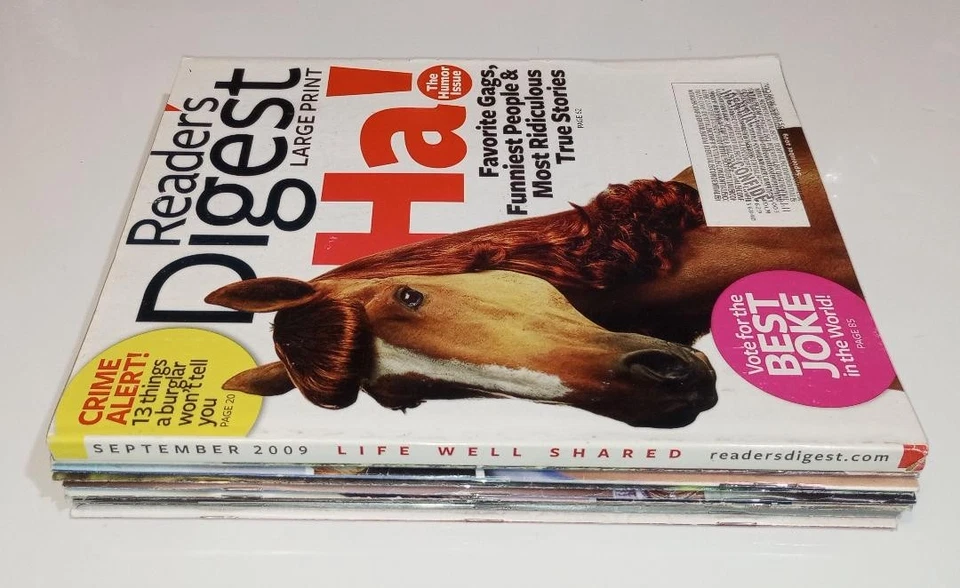 Reader's
Digest
LARGE PRINT
Ha!
The
Humor
Issue
Favorite Gags,
Funniest People &
Most Ridiculous
True Stories
PAGE 62
September 2009
CRIME
ALERT!
13 things
a burglar
won't tell
you
PAGE 20
Vote for the
BEST
JOKE
in the World!
PAGE 85
SEPTEMBER 2009 LIFE WELL SHARED readersdigest.com